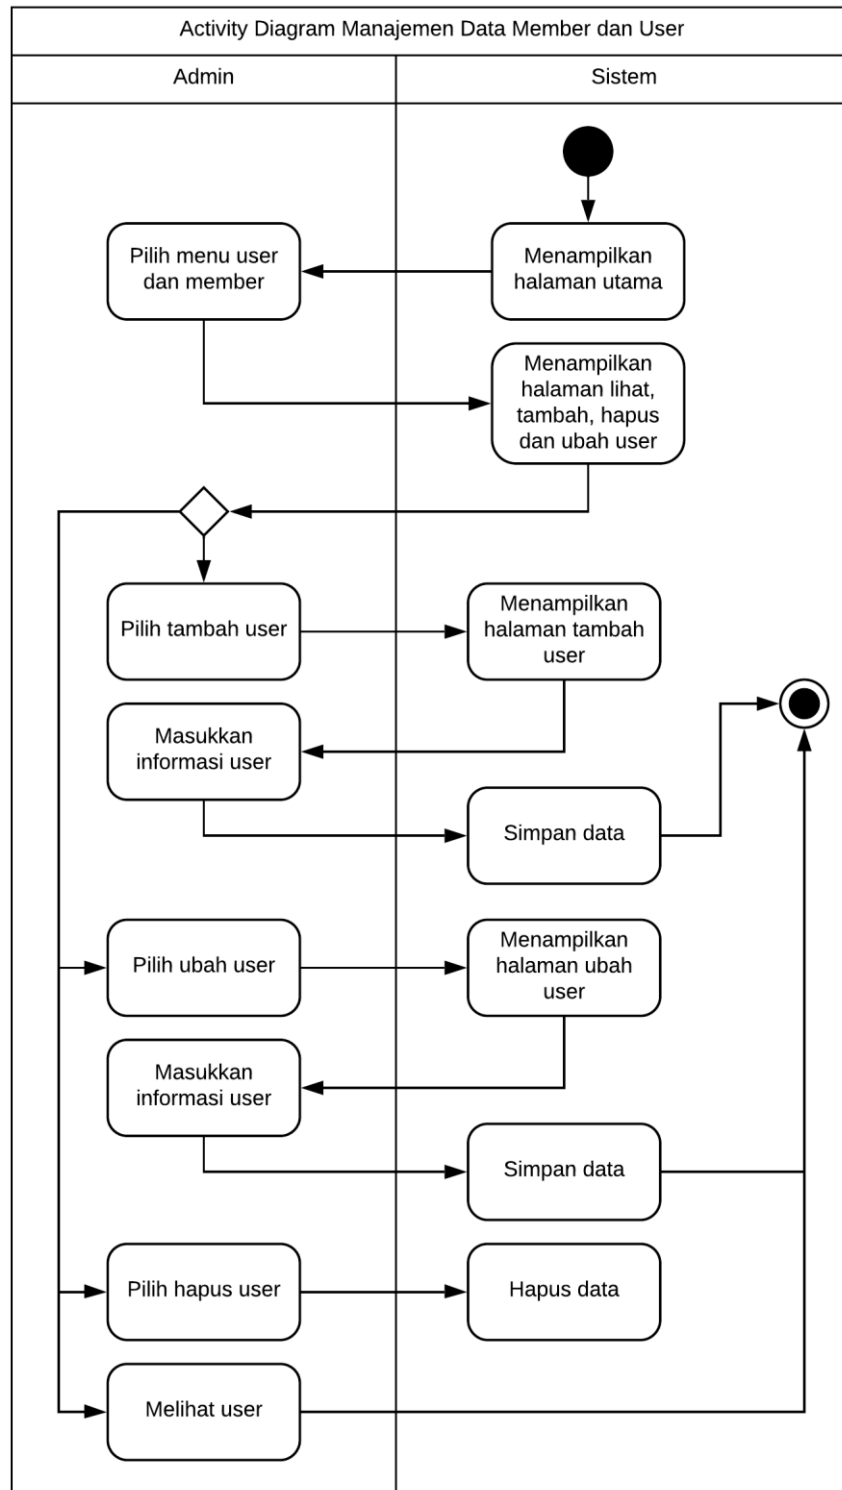 Activity Diagram Manajemen Data Member dan User
Admin
Sistem
Menampilkan
halaman utama
Pilih menu user
dan member
Menampilkan
halaman lihat,
tambah, hapus
dan ubah user
Pilih tambah user
Menampilkan
halaman tambah
user
Masukkan
informasi user
Simpan data
Pilih ubah user
Menampilkan
halaman ubah
user
Masukkan
informasi user
Simpan data
Pilih hapus user
Hapus data
Melihat user